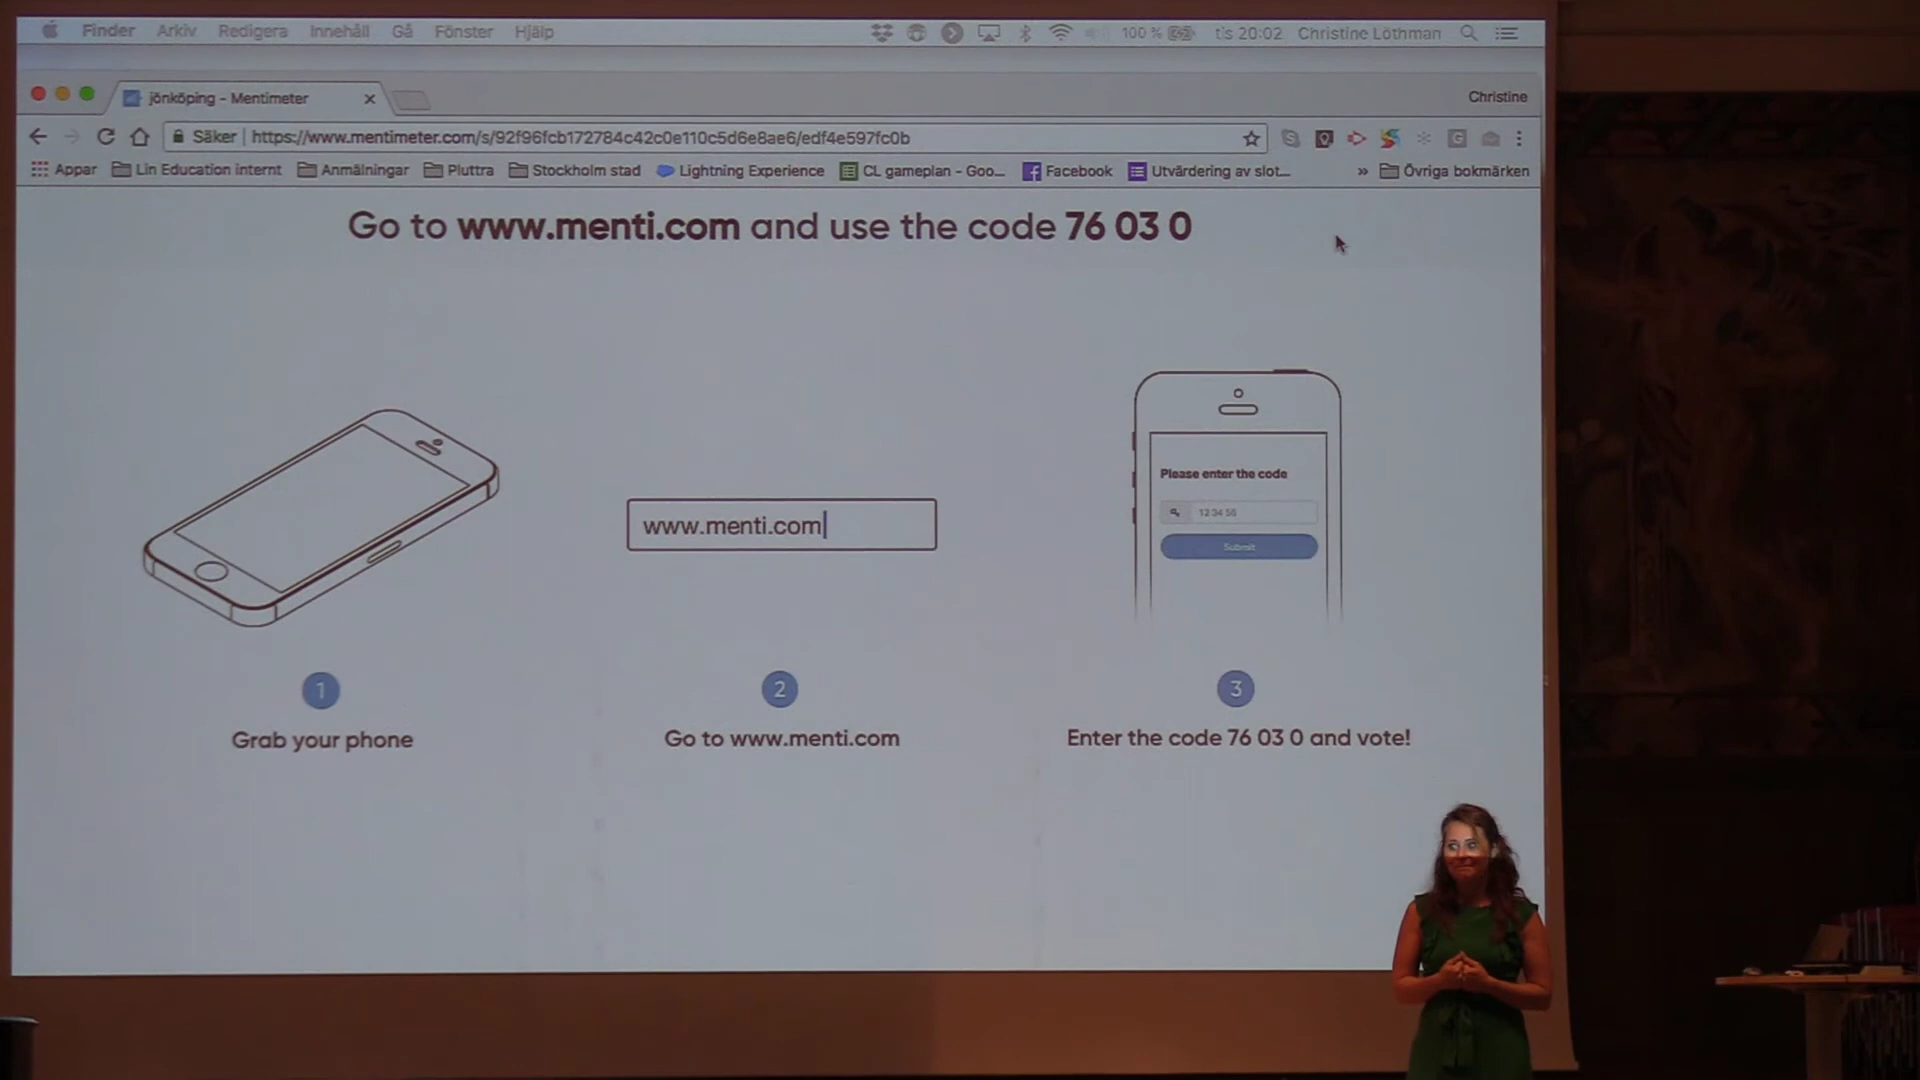 Finder Arkiv Redigera Innehåll Gå Fönster Hjälp 100 % tis 20:02 Christine Löthman
jönköping - Mentimeter Christine
Säker https://www.mentimeter.com/s/92f96fcb172784c42c0e110c5d6e8ae6/edf4e597fc0b
Appar Lin Education internt Anmälningar Pluttra Stockholm stad Lightning Experience CL gameplan - Goo... Facebook Utvärdering av slot... » Övriga bokmärken
Go to www.menti.com and use the code 76 03 0
Please enter the code
www.menti.com
12 34 56
Submit
1
2
3
Grab your phone
Go to www.menti.com
Enter the code 76 03 0 and vote!